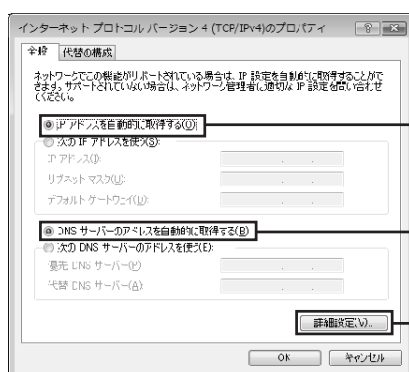 インターネット プロトコル バージョン 4 (TCP/IPv4)のプロパティ
全般 代替の構成
ネットワークでこの機能がサポートされている場合は、IP 設定を自動的に取得することがで
きます。サポートされていない場合は、ネットワーク管理者に適切な IP 設定を問い合わせ
てください。
IP アドレスを自動的に取得する(O)
次の IP アドレスを使う(S):
IP アドレス(I):
サブネット マスク(U):
デフォルト ゲートウェイ(D):
DNS サーバーのアドレスを自動的に取得する(B)
次の DNS サーバーのアドレスを使う(E):
優先 DNS サーバー(P)
代替 DNS サーバー(A)
詳細設定(V)...
OK キャンセル